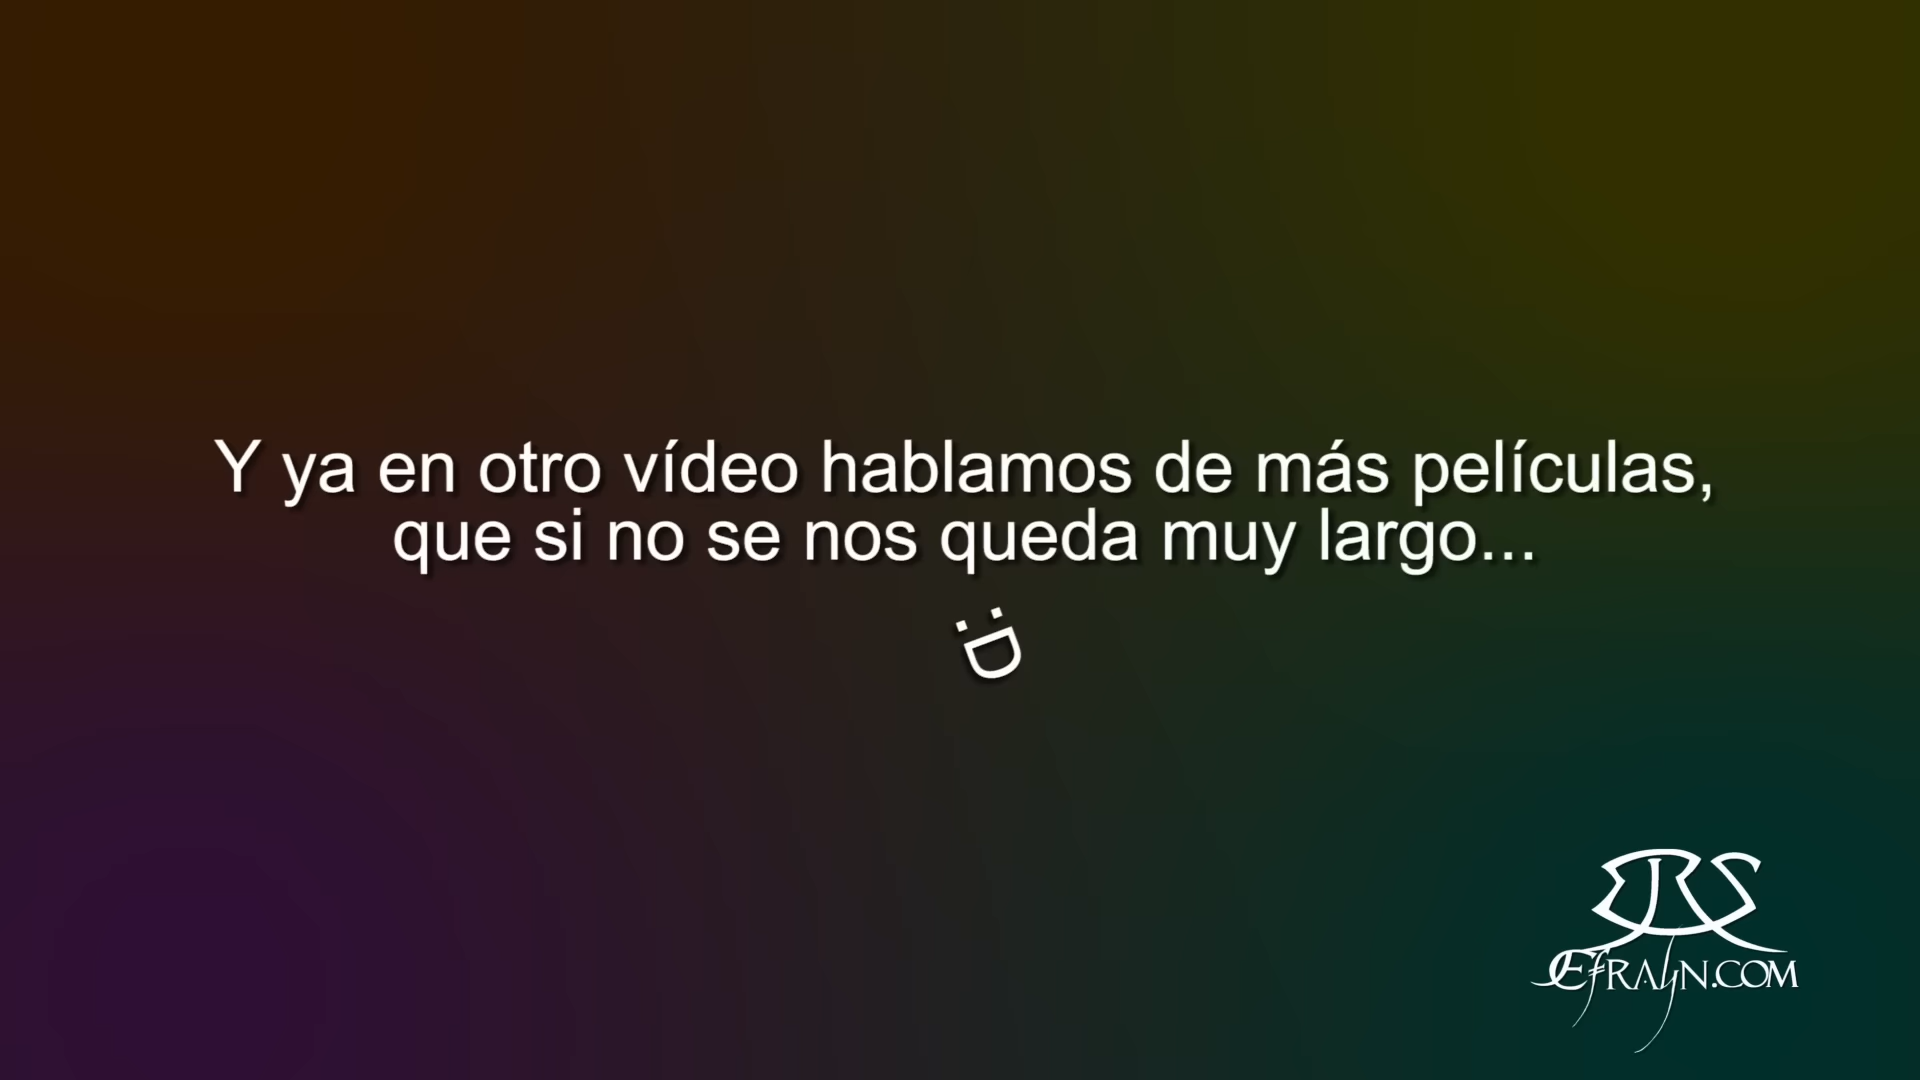 Y ya en otro vídeo hablamos de más películas,
que si no se nos queda muy largo...
:D
Efrayn.com